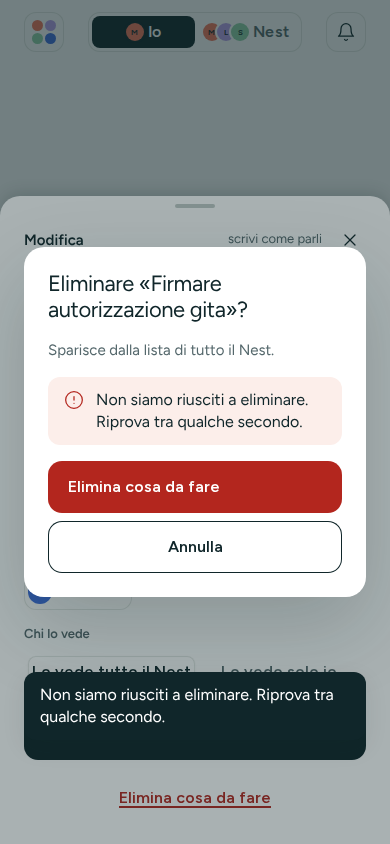 M Io
M L S Nest
Modifica
scrivi come parli
Eliminare «Firmare
autorizzazione gita»?
Sparisce dalla lista di tutto il Nest.
Non siamo riusciti a eliminare.
Riprova tra qualche secondo.
Elimina cosa da fare
Annulla
Chi lo vede
Lo vede tutto il Nest
Lo vede solo io
Non siamo riusciti a eliminare. Riprova tra
qualche secondo.
Elimina cosa da fare